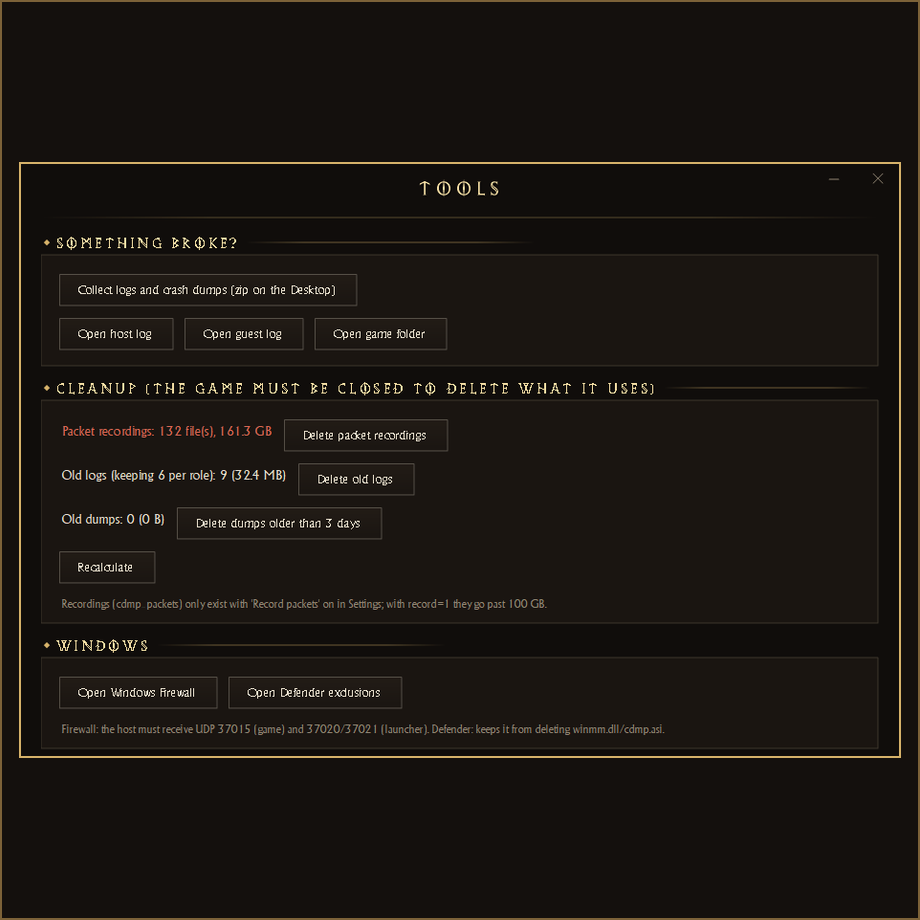 TOOLS
SOMETHING BROKE?
Collect logs and crash dumps (zip on the Desktop)
Open host log
Open guest log
Open game folder
CLEANUP (THE GAME MUST BE CLOSED TO DELETE WHAT IT USES)
Packet recordings: 132 file(s), 161.3 GB
Delete packet recordings
Old logs (keeping 6 per role): 9 (32.4 MB)
Delete old logs
Old dumps: 0 (0 B)
Delete dumps older than 3 days
Recalculate
Recordings (cdmp_packets) only exist with 'Record packets' on in Settings; with record=1 they go past 100 GB.
WINDOWS
Open Windows Firewall
Open Defender exclusions
Firewall: the host must receive UDP 37015 (game) and 37020/37021 (launcher). Defender: keeps it from deleting winmm.dll/cdmp.asi.